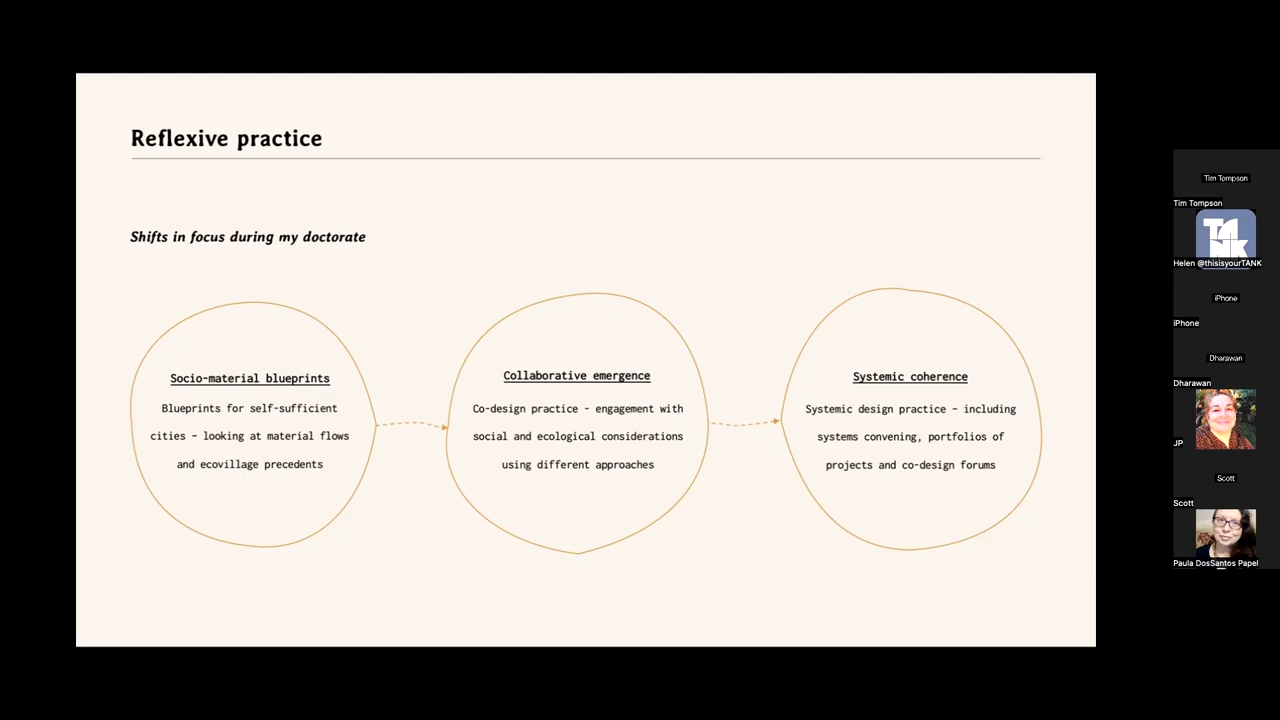 Reflexive practice
Shifts in focus during my doctorate
Socio-material blueprints
Blueprints for self-sufficient
cities – looking at material flows
and ecovillage precedents
Collaborative emergence
Co-design practice - engagement with
social and ecological considerations
using different approaches
Systemic coherence
Systemic design practice – including
systems convening, portfolios of
projects and co-design forums
Tim Tompson
Tim Tompson
TANK
Helen @thisisyourTANK
iPhone
iPhone
Dharawan
Dharawan
JP
Scott
Scott
Paula DosSantos Papel